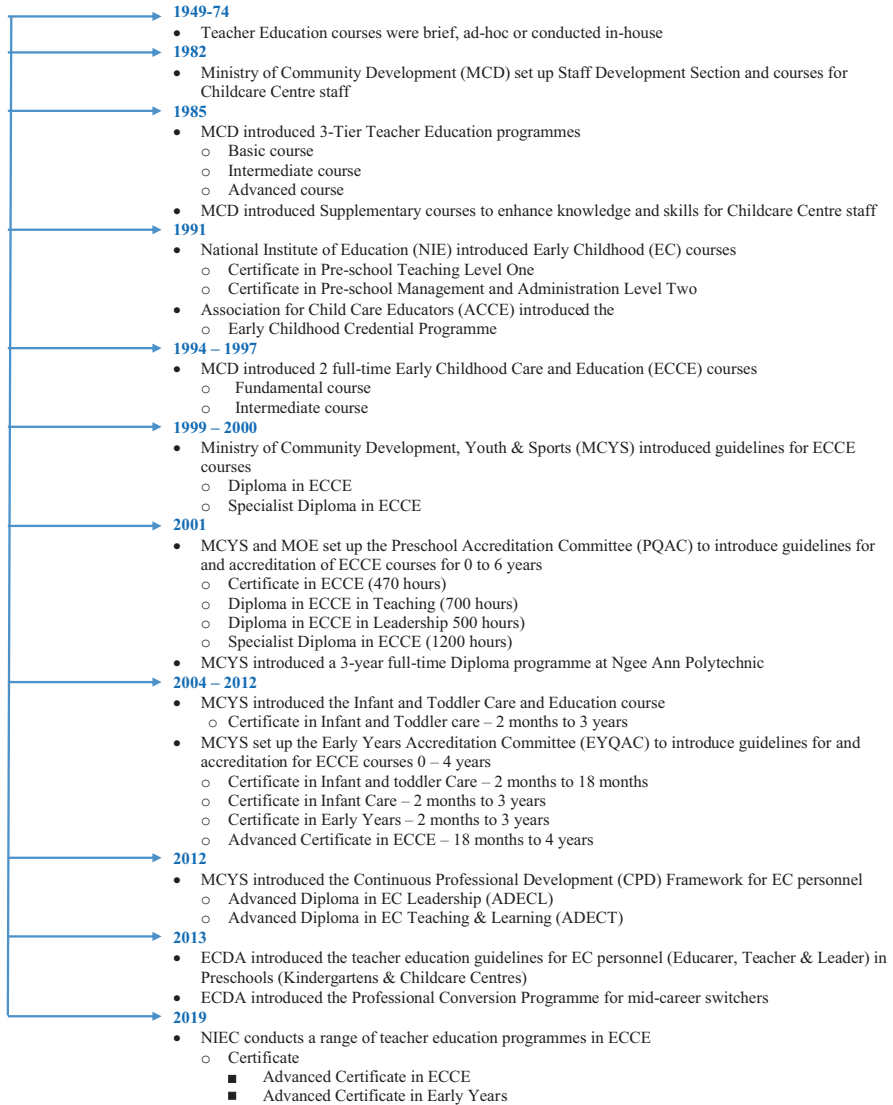 1949-74
• Teacher Education courses were brief, ad-hoc or conducted in-house
1982
• Ministry of Community Development (MCD) set up Staff Development Section and courses for
Childcare Centre staff
1985
• MCD introduced 3-Tier Teacher Education programmes
o Basic course
o Intermediate course
o Advanced course
• MCD introduced Supplementary courses to enhance knowledge and skills for Childcare Centre staff
1991
• National Institute of Education (NIE) introduced Early Childhood (EC) courses
o Certificate in Pre-school Teaching Level One
o Certificate in Pre-school Management and Administration Level Two
• Association for Child Care Educators (ACCE) introduced the
o Early Childhood Credential Programme
1994 – 1997
• MCD introduced 2 full-time Early Childhood Care and Education (ECCE) courses
o Fundamental course
o Intermediate course
1999 – 2000
• Ministry of Community Development, Youth & Sports (MCYS) introduced guidelines for ECCE
courses
o Diploma in ECCE
o Specialist Diploma in ECCE
2001
• MCYS and MOE set up the Preschool Accreditation Committee (PQAC) to introduce guidelines for
and accreditation of ECCE courses for 0 to 6 years
o Certificate in ECCE (470 hours)
o Diploma in ECCE in Teaching (700 hours)
o Diploma in ECCE in Leadership 500 hours)
o Specialist Diploma in ECCE (1200 hours)
• MCYS introduced a 3-year full-time Diploma programme at Ngee Ann Polytechnic
2004 – 2012
• MCYS introduced the Infant and Toddler Care and Education course
o Certificate in Infant and Toddler care – 2 months to 3 years
• MCYS set up the Early Years Accreditation Committee (EYQAC) to introduce guidelines for and
accreditation for ECCE courses 0 – 4 years
o Certificate in Infant and toddler Care – 2 months to 18 months
o Certificate in Infant Care – 2 months to 3 years
o Certificate in Early Years – 2 months to 3 years
o Advanced Certificate in ECCE – 18 months to 4 years
2012
• MCYS introduced the Continuous Professional Development (CPD) Framework for EC personnel
o Advanced Diploma in EC Leadership (ADECL)
o Advanced Diploma in EC Teaching & Learning (ADECT)
2013
• ECDA introduced the teacher education guidelines for EC personnel (Educarer, Teacher & Leader) in
Preschools (Kindergartens & Childcare Centres)
• ECDA introduced the Professional Conversion Programme for mid-career switchers
2019
• NIEC conducts a range of teacher education programmes in ECCE
o Certificate
■ Advanced Certificate in ECCE
■ Advanced Certificate in Early Years